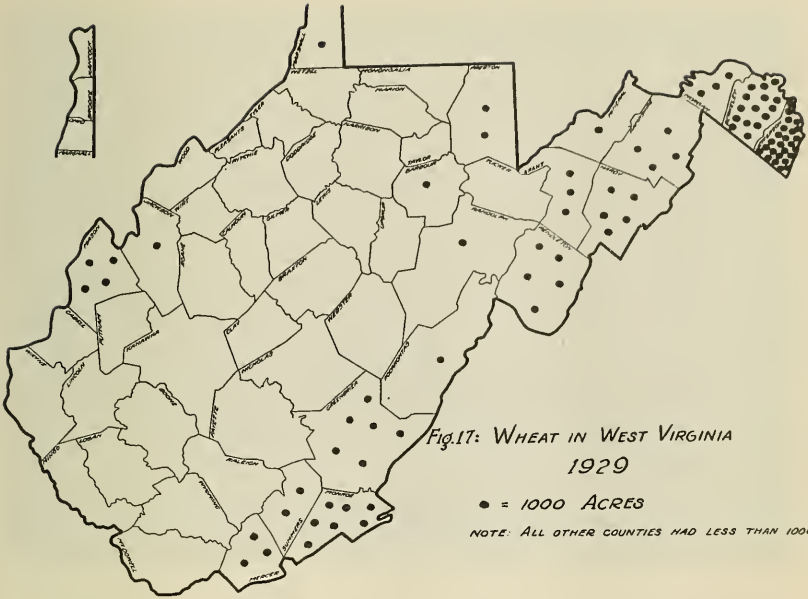 HANCOCK
BROOKE
OHIO
MARSHALL
MARSHALL
WETZEL
MONONGALIA
PRESTON
MARION
TYLER
PLEASANTS
WOOD
RITCHIE
DODDRIDGE
HARRISON
TAYLOR
BARBOUR
TUCKER
GRANT
MINERAL
HAMPSHIRE
MORGAN
BERKELEY
JEFFERSON
HARDY
PENDLETON
RANDOLPH
UPSHUR
LEWIS
GILMER
CALHOUN
WIRT
JACKSON
ROANE
MASON
BRAXTON
WEBSTER
CLAY
NICHOLAS
POCAHONTAS
GREENBRIER
KANAWHA
PUTNAM
CABELL
WAYNE
LINCOLN
BOONE
FAYETTE
LOGAN
MINGO
RALEIGH
WYOMING
MCDOWELL
MERCER
SUMMERS
MONROE
Fig.17: WHEAT IN WEST VIRGINIA
1929
● = 1000 ACRES
NOTE: ALL OTHER COUNTIES HAD LESS THAN 1000